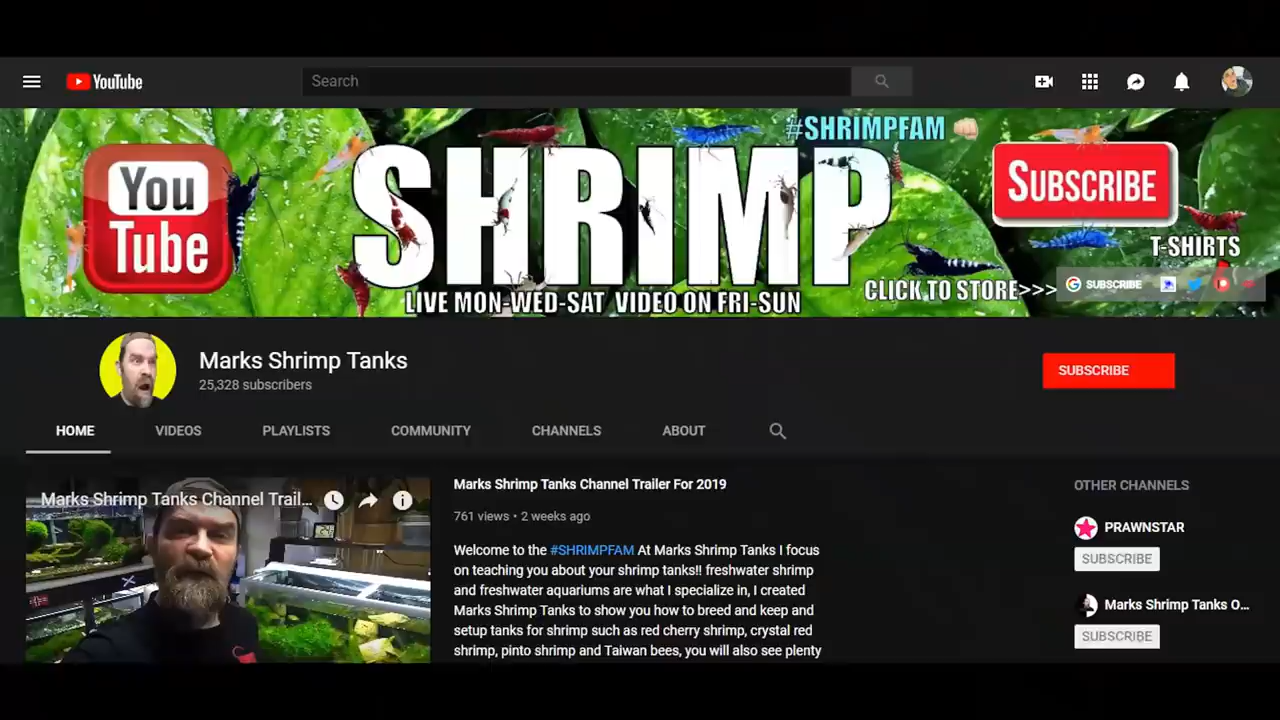 YouTube
Search
#SHRIMPFAM
You
Tube
SHRIMP
SUBSCRIBE
T-SHIRTS
LIVE MON-WED-SAT VIDEO ON FRI-SUN
CLICK TO STORE>>>
SUBSCRIBE
Marks Shrimp Tanks
25,328 subscribers
SUBSCRIBE
HOME VIDEOS PLAYLISTS COMMUNITY CHANNELS ABOUT
Marks Shrimp Tanks Channel Trail...
Marks Shrimp Tanks Channel Trailer For 2019
761 views • 2 weeks ago
Welcome to the #SHRIMPFAM At Marks Shrimp Tanks I focus
on teaching you about your shrimp tanks!! freshwater shrimp
and freshwater aquariums are what I specialize in, I created
Marks Shrimp Tanks to show you how to breed and keep and
setup tanks for shrimp such as red cherry shrimp, crystal red
shrimp, pinto shrimp and Taiwan bees, you will also see plenty
OTHER CHANNELS
PRAWNSTAR
SUBSCRIBE
Marks Shrimp Tanks O...
SUBSCRIBE